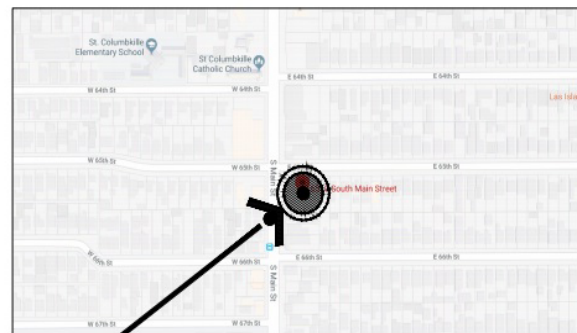 St. Columbkille
Elementary School
St Columbkille
Catholic Church
E 64th St
E 64th St
W 64th St
W 64th St
Las Isla
W 65th St
W 65th St
E 65th St
S Main St
South Main Street
W 66th St
W 66th St
E 66th St
E 66th St
S Main St
W 67th St
W 67th St